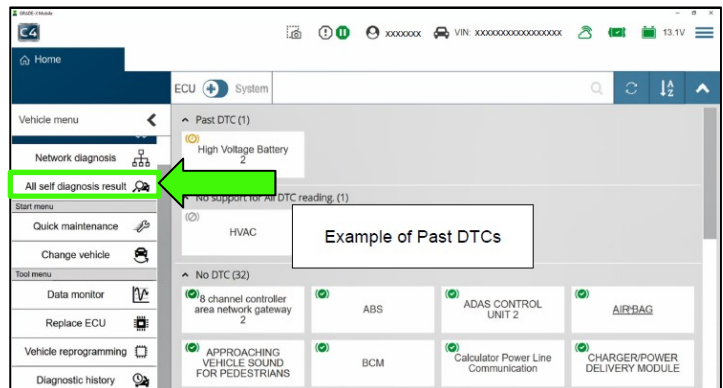 GRADE-X Mobile
C4
xxxxxxx
VIN: xxxxxxxxxxxxxxxxx
13.1V
Home
ECU
System
Vehicle menu
Network diagnosis
All self diagnosis result
Start menu
Quick maintenance
Change vehicle
Tool menu
Data monitor
Replace ECU
Vehicle reprogramming
Diagnostic history
Past DTC (1)
High Voltage Battery
2
No support for All DTC reading. (1)
HVAC
Example of Past DTCs
No DTC (32)
8 channel controller
area network gateway
2
ABS
ADAS CONTROL
UNIT 2
AIRBAG
APPROACHING
VEHICLE SOUND
FOR PEDESTRIANS
BCM
Calculator Power Line
Communication
CHARGER/POWER
DELIVERY MODULE